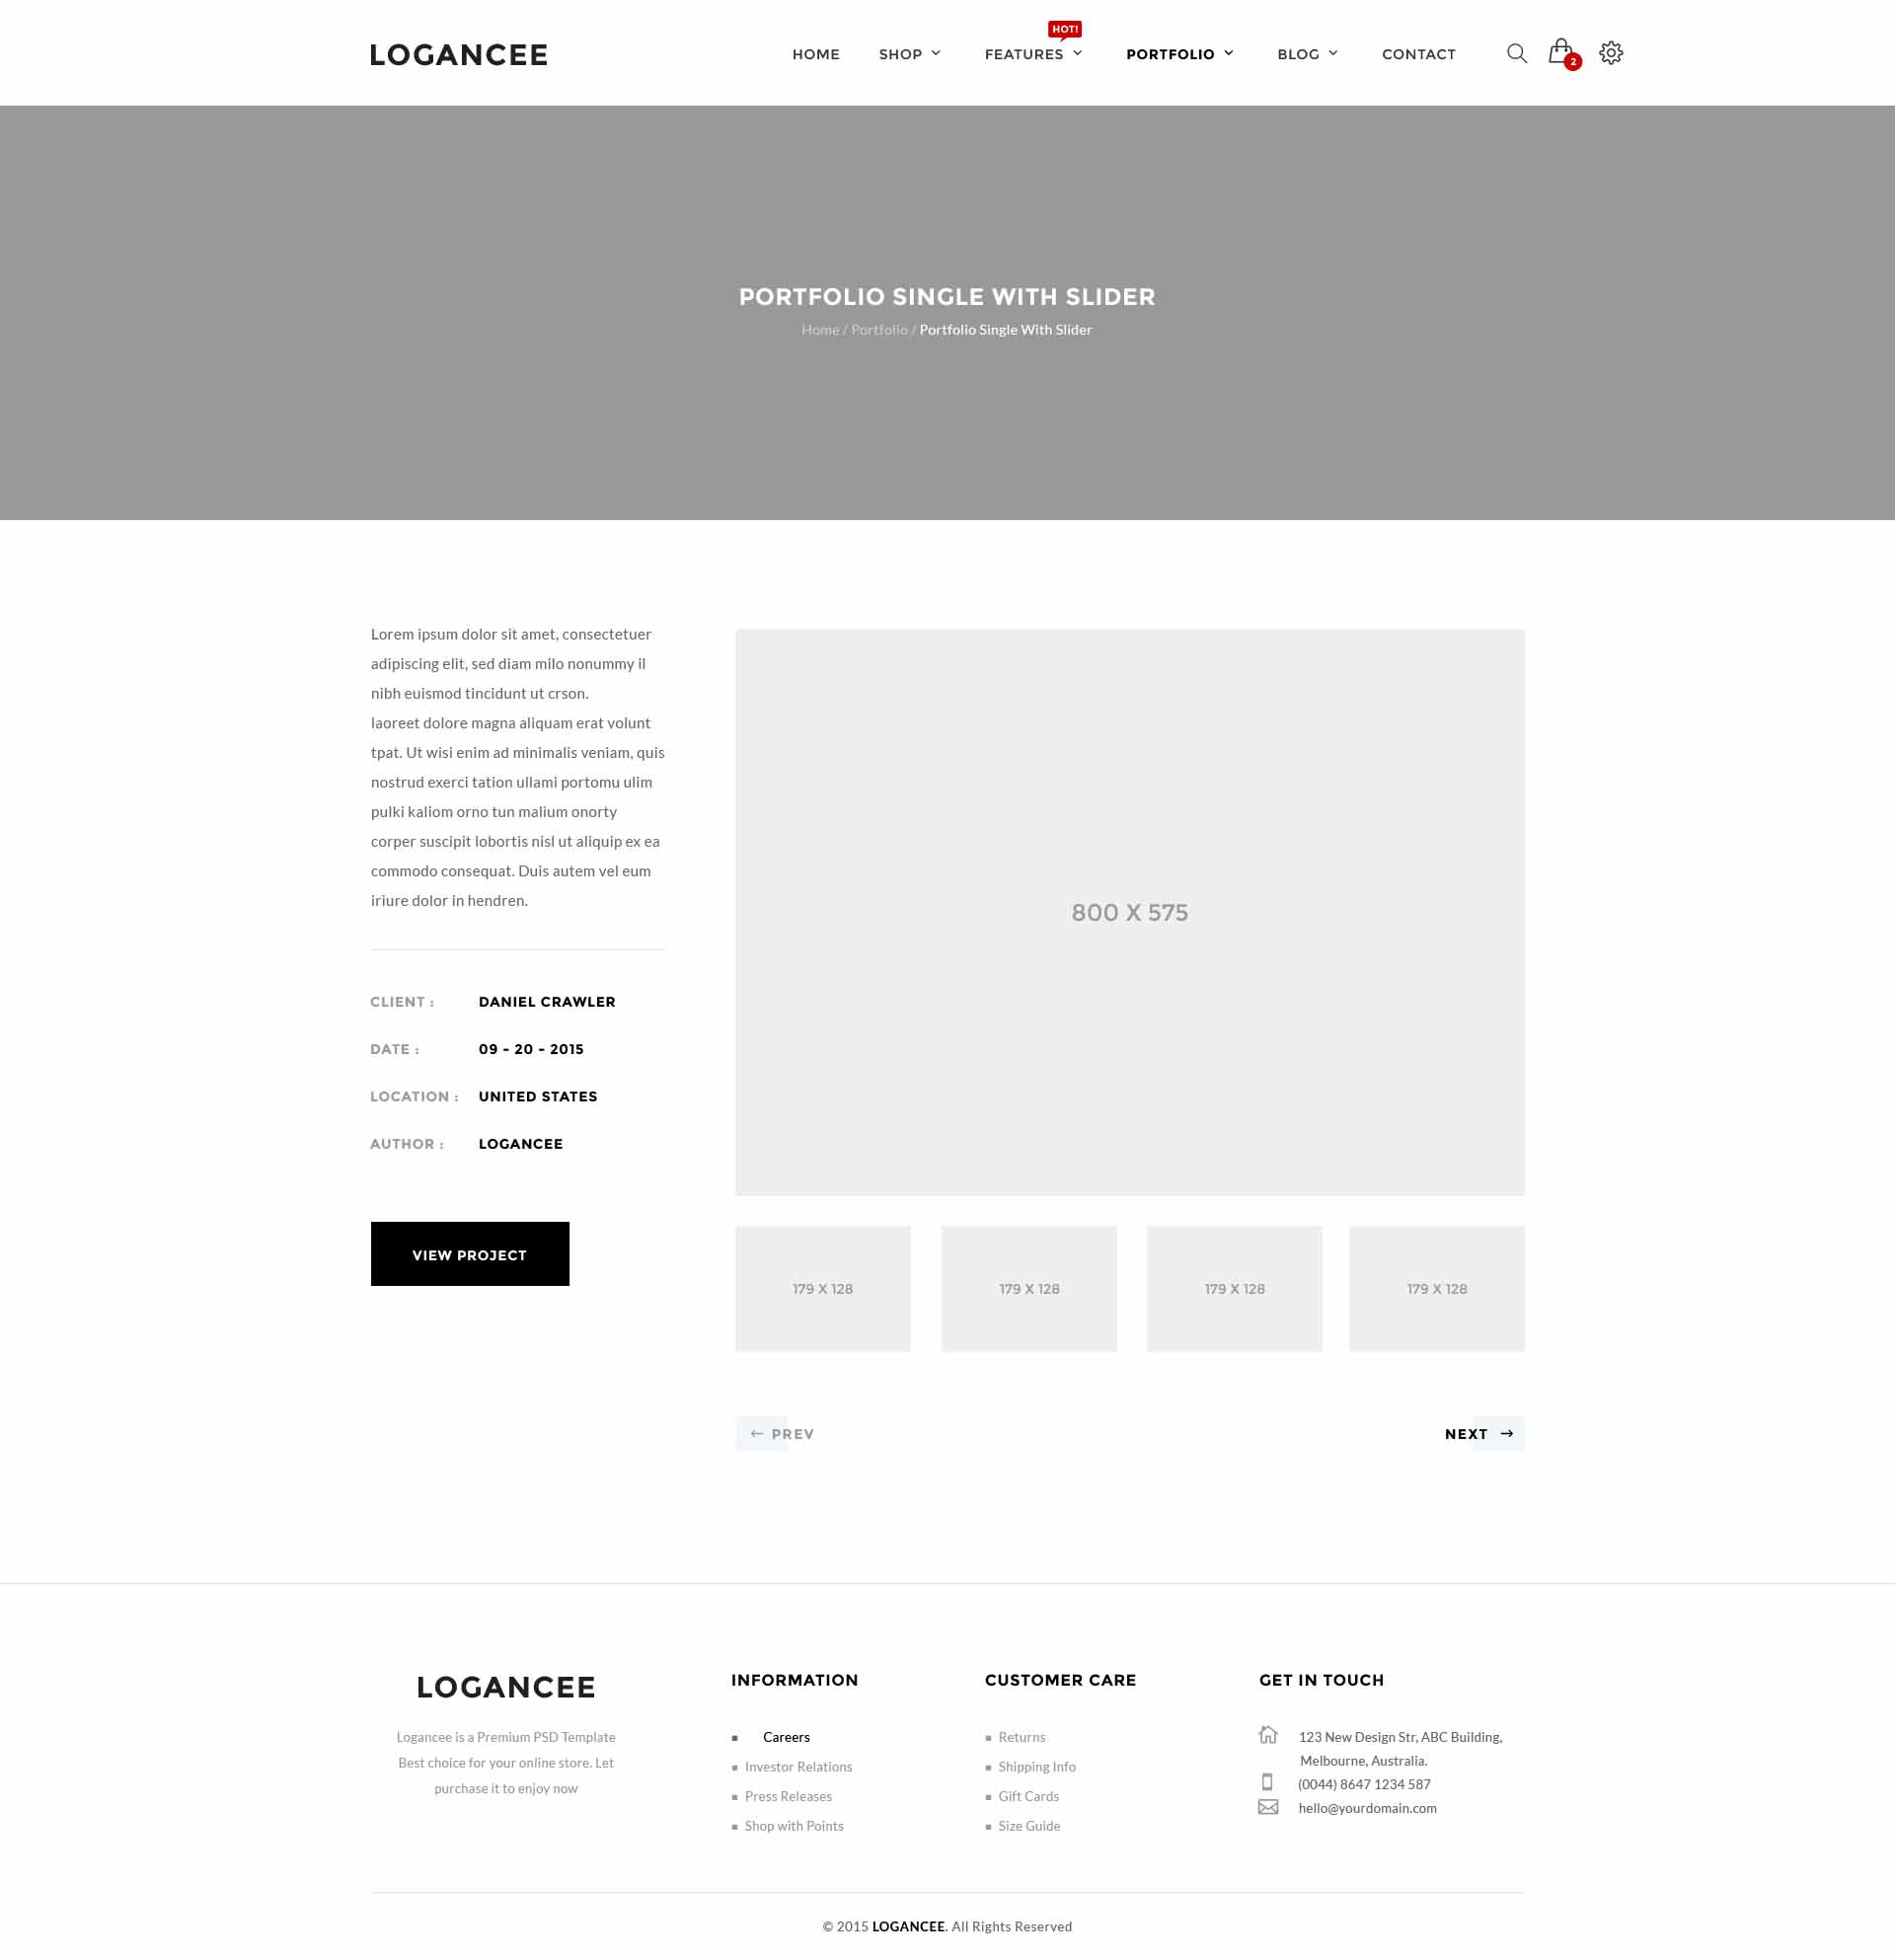 LOGANCEE
HOME SHOP FEATURES HOT! PORTFOLIO BLOG CONTACT 2
PORTFOLIO SINGLE WITH SLIDER
Home / Portfolio / Portfolio Single With Slider
Lorem ipsum dolor sit amet, consectetuer
adipiscing elit, sed diam milo nonummy il
nibh euismod tincidunt ut crson.
laoreet dolore magna aliquam erat volunt
tpat. Ut wisi enim ad minimalis veniam, quis
nostrud exerci tation ullami portomu ulim
pulki kaliom orno tun malium onorty
corper suscipit lobortis nisl ut aliquip ex ea
commodo consequat. Duis autem vel eum
iriure dolor in hendren.
CLIENT : DANIEL CRAWLER
DATE : 09 - 20 - 2015
LOCATION : UNITED STATES
AUTHOR : LOGANCEE
VIEW PROJECT
800 X 575
179 X 128 179 X 128 179 X 128 179 X 128
← PREV NEXT →
LOGANCEE
Logancee is a Premium PSD Template
Best choice for your online store. Let
purchase it to enjoy now
INFORMATION
Careers
Investor Relations
Press Releases
Shop with Points
CUSTOMER CARE
Returns
Shipping Info
Gift Cards
Size Guide
GET IN TOUCH
123 New Design Str, ABC Building,
Melbourne, Australia.
(0044) 8647 1234 587
hello@yourdomain.com
© 2015 LOGANCEE. All Rights Reserved